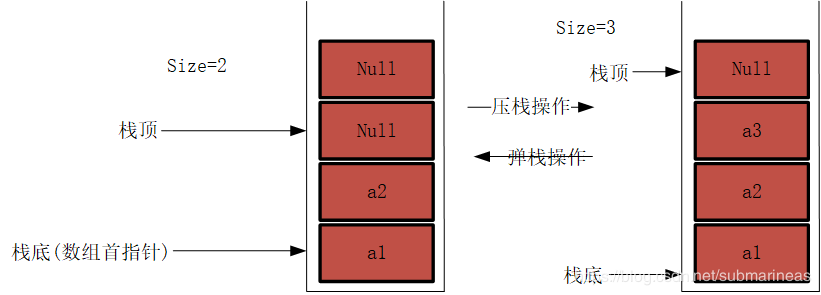 Size=2
Null
栈顶
Null
a2
栈底(数组首指针)
a1
压栈操作
弹栈操作
Size=3
栈顶
Null
a3
a2
a1
栈底
blog.csdn.net/submarineas